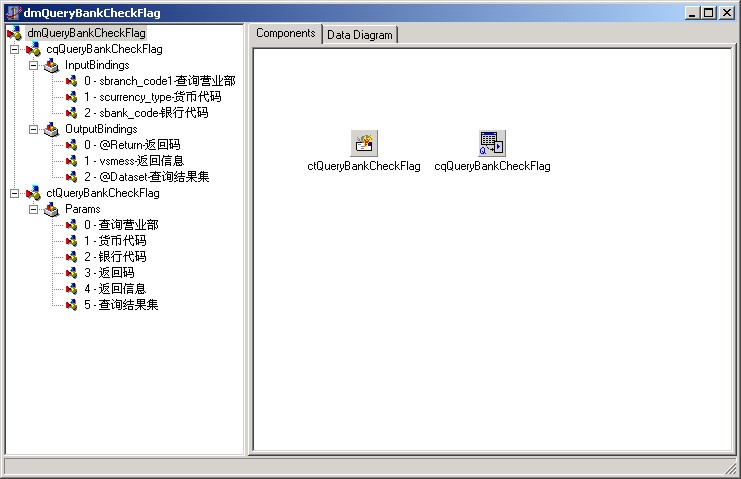 dmQueryBankCheckFlag
dmQueryBankCheckFlag
cqQueryBankCheckFlag
InputBindings
0 - sbranch_code1-查询营业部
1 - scurrency_type-货币代码
2 - sbank_code-银行代码
OutputBindings
0 - @Return-返回码
1 - vsmess-返回信息
2 - @Dataset-查询结果集
ctQueryBankCheckFlag
Params
0 - 查询营业部
1 - 货币代码
2 - 银行代码
3 - 返回码
4 - 返回信息
5 - 查询结果集
Components
Data Diagram
ctQueryBankCheckFlag
cqQueryBankCheckFlag